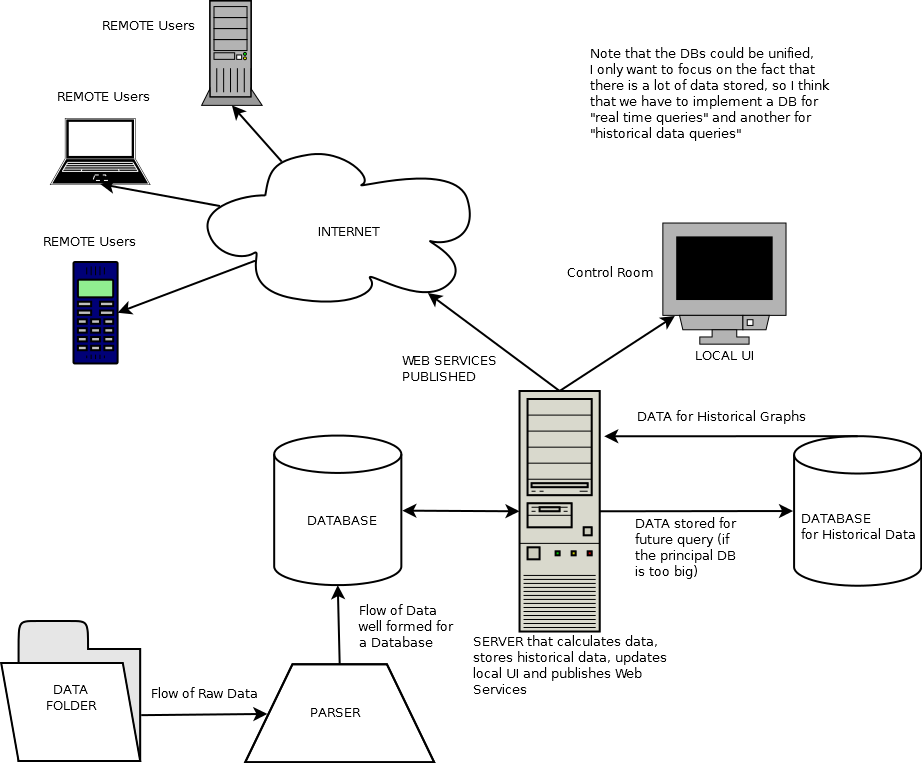 REMOTE Users
Note that the DBs could be unified,
I only want to focus on the fact that
there is a lot of data stored, so I think
that we have to implement a DB for
"real time queries" and another for
"historical data queries"
REMOTE Users
INTERNET
REMOTE Users
Control Room
LOCAL UI
WEB SERVICES
PUBLISHED
DATA for Historical Graphs
DATABASE
DATABASE
for Historical Data
DATA stored for
future query (if
the principal DB
is too big)
Flow of Data
well formed for
a Database
SERVER that calculates data,
stores historical data, updates
local UI and publishes Web
Services
DATA
FOLDER
Flow of Raw Data
PARSER